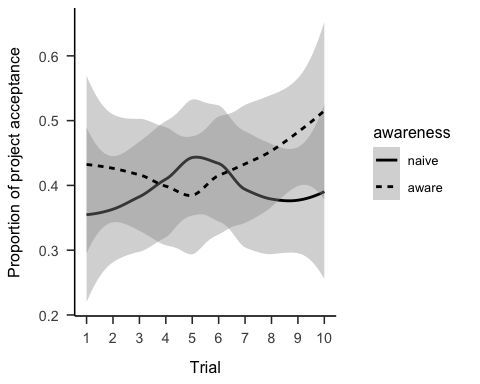 Proportion of project acceptance
0.6
0.5
0.4
0.3
0.2
1 2 3 4 5 6 7 8 9 10
Trial
awareness
naive
aware